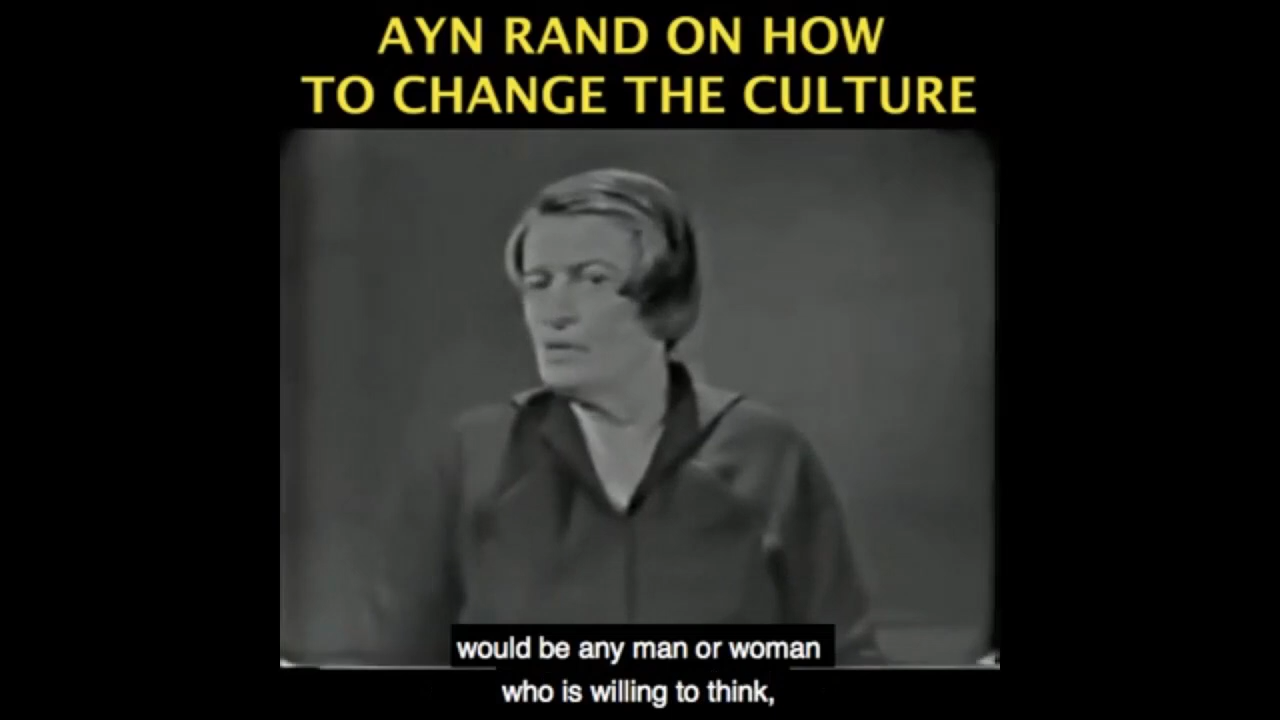 AYN RAND ON HOW
TO CHANGE THE CULTURE
would be any man or woman
who is willing to think,